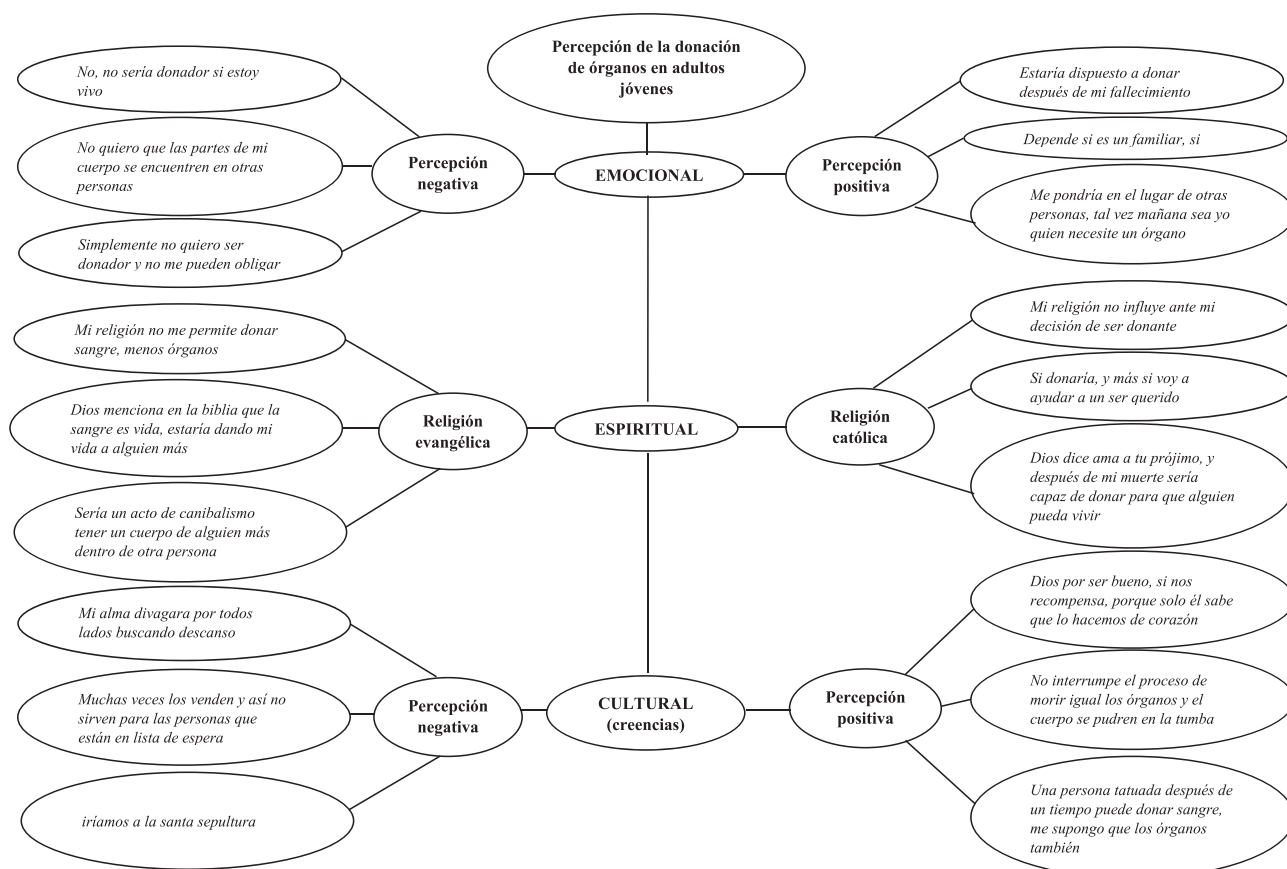 Percepción de la donación
de órganos en adultos
jóvenes
No, no sería donador si estoy
vivo
No quiero que las partes de mi
cuerpo se encuentren en otras
personas
Simplemente no quiero ser
donador y no me pueden obligar
Percepción
negativa
EMOCIONAL
Percepción
positiva
Estaría dispuesto a donar
después de mi fallecimiento
Depende si es un familiar, si
Me pondría en el lugar de otras
personas, tal vez mañana sea yo
quien necesite un órgano
Mi religión no me permite donar
sangre, menos órganos
Dios menciona en la biblia que la
sangre es vida, estaría dando mi
vida a alguien más
Sería un acto de canibalismo
tener un cuerpo de alguien más
dentro de otra persona
Religión
evangélica
ESPIRITUAL
Religión
católica
Mi religión no influye ante mi
decisión de ser donante
Si donaría, y más si voy a
ayudar a un ser querido
Dios dice ama a tu prójimo, y
después de mi muerte sería
capaz de donar para que alguien
pueda vivir
Mi alma divagara por todos
lados buscando descanso
Muchas veces los venden y así no
sirven para las personas que
están en lista de espera
iríamos a la santa sepultura
Percepción
negativa
CULTURAL
(creencias)
Percepción
positiva
Dios por ser bueno, si nos
recompensa, porque solo él sabe
que lo hacemos de corazón
No interrumpe el proceso de
morir igual los órganos y el
cuerpo se pudren en la tumba
Una persona tatuada después de
un tiempo puede donar sangre,
me supongo que los órganos
también